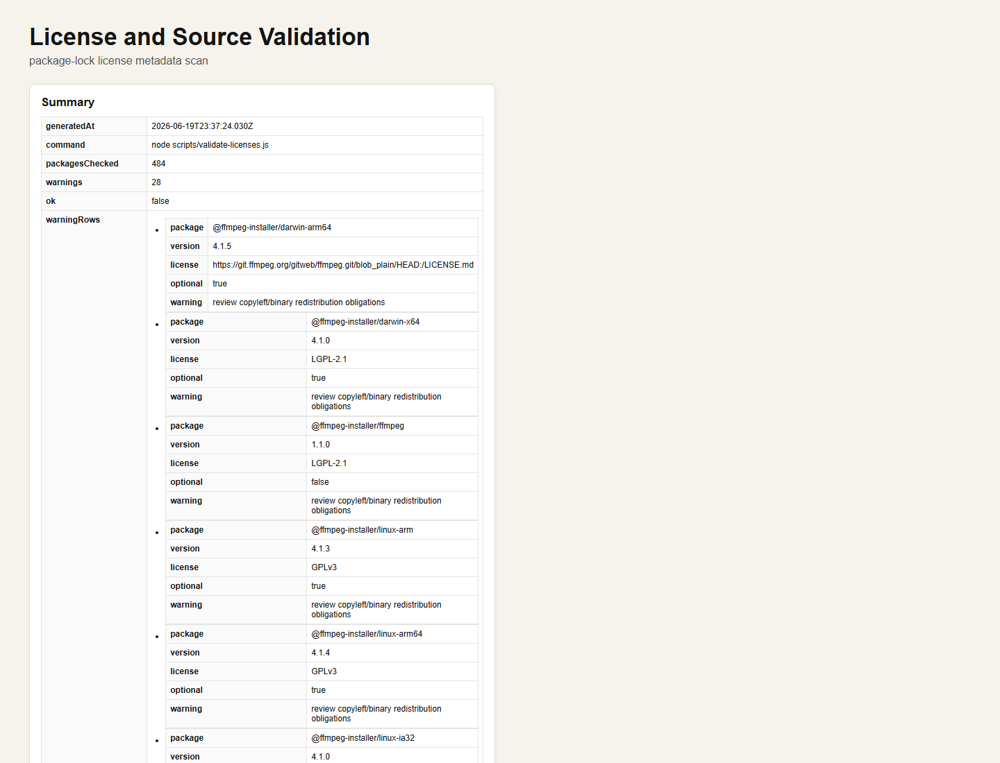 License and Source Validation
package-lock license metadata scan
Summary
generatedAt 2026-06-19T23:37:24.030Z
command node scripts/validate-licenses.js
packagesChecked 484
warnings 28
ok false
warningRows
• package @ffmpeg-installer/darwin-arm64
version 4.1.5
license https://git.ffmpeg.org/gitweb/ffmpeg.git/blob_plain/HEAD:/LICENSE.md
optional true
warning review copyleft/binary redistribution obligations
• package @ffmpeg-installer/darwin-x64
version 4.1.0
license LGPL-2.1
optional true
warning review copyleft/binary redistribution
obligations
• package @ffmpeg-installer/ffmpeg
version 1.1.0
license LGPL-2.1
optional false
warning review copyleft/binary redistribution
obligations
• package @ffmpeg-installer/linux-arm
version 4.1.3
license GPLv3
optional true
warning review copyleft/binary redistribution
obligations
• package @ffmpeg-installer/linux-arm64
version 4.1.4
license GPLv3
optional true
warning review copyleft/binary redistribution
obligations
• package @ffmpeg-installer/linux-ia32
version 4.1.0